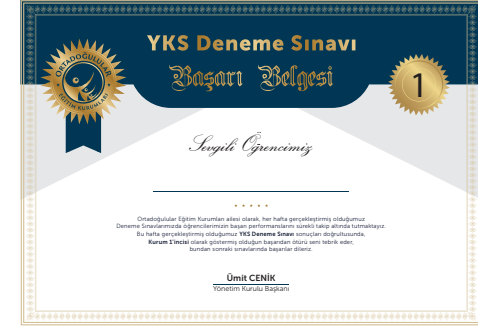 YKS Deneme Sınavı
Başarı Belgesi
ORTADOĞULULAR
EĞİTİM KURUMLARI
1
Sevgili Öğrencimiz
Ortadoğulular Eğitim Kurumları ailesi olarak, her hafta gerçekleştirmiş olduğumuz
Deneme Sınavlarımızda öğrencilerimizin başarı performanslarını sürekli takip altında tutmaktayız.
Bu hafta gerçekleştirmiş olduğumuz YKS Deneme Sınavı sonuçları doğrultusunda,
Kurum 1'incisi olarak göstermiş olduğun başarıdan ötürü seni tebrik eder,
bundan sonraki sınavlarında başarılar dileriz.
Ümit CENİK
Yönetim Kurulu Başkanı